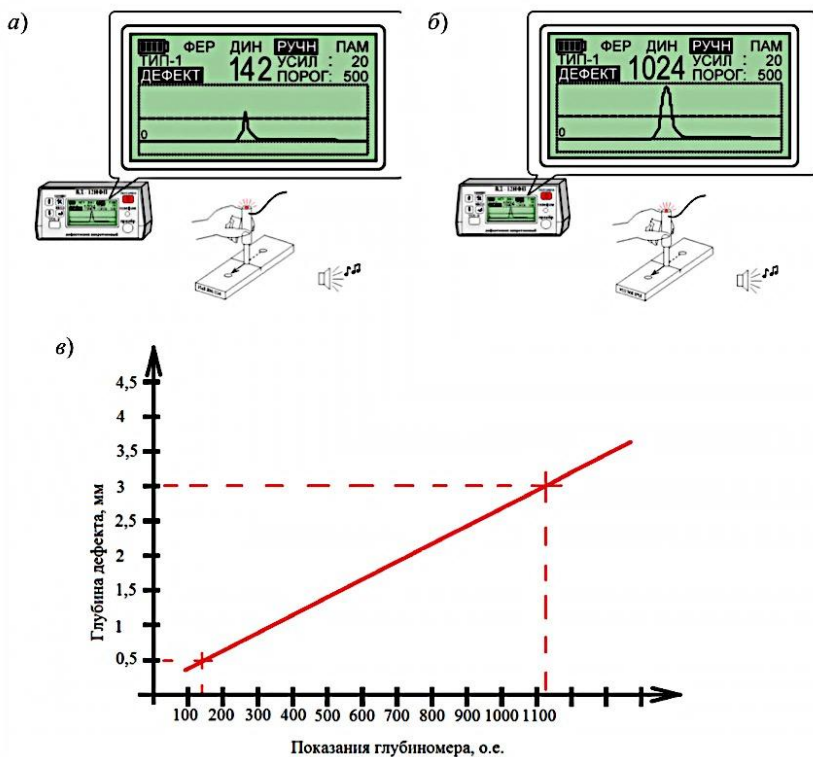 а)
ФЕР ДИН РУЧН ПАМ
ТИП-1 142 УСИЛ : 20
ДЕФЕКТ ПОРОГ: 500
0
б)
ФЕР ДИН РУЧН ПАМ
ТИП-1 1024 УСИЛ : 20
ДЕФЕКТ ПОРОГ: 500
0
в)
4,5
4
3,5
3
2,5
2
1,5
1
0,5
Глубина дефекта, мм
100 200 300 400 500 600 700 800 900 1000 1100
Показания глубиномера, о.е.